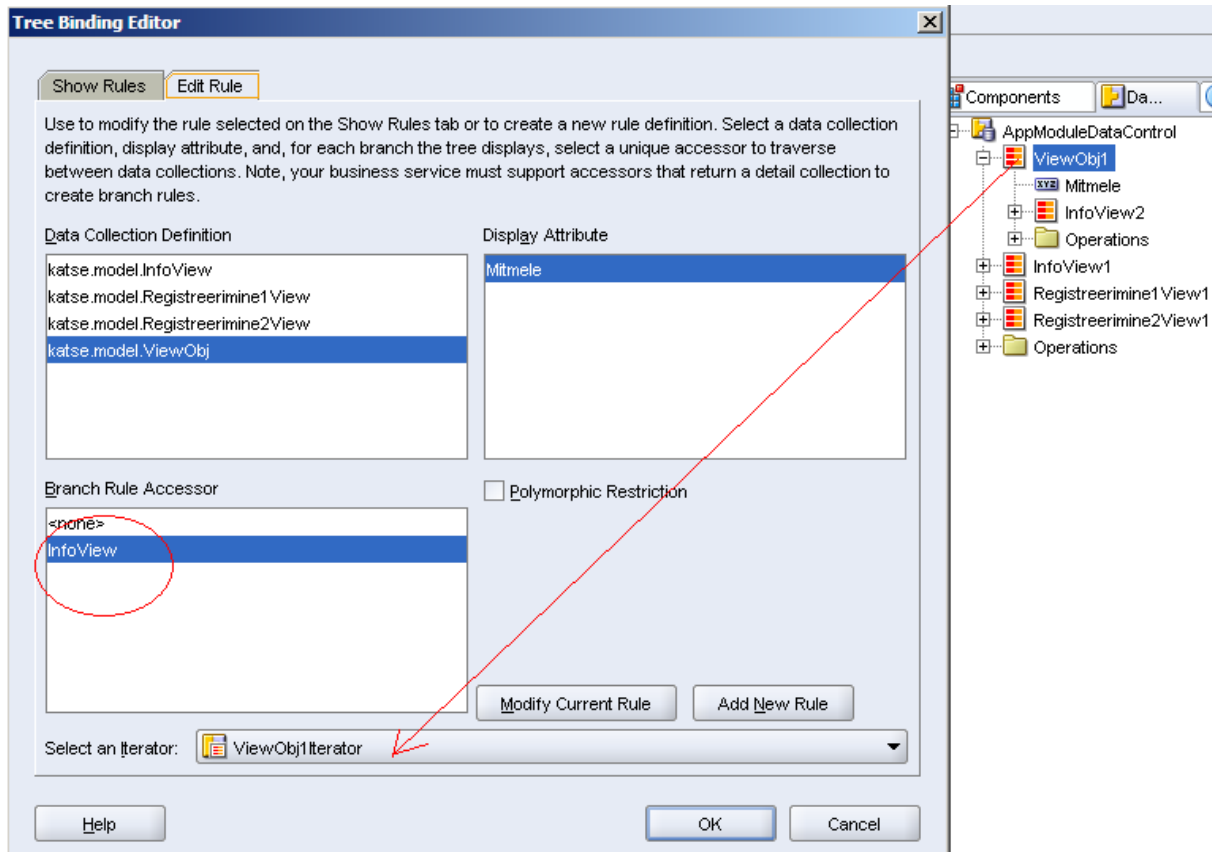 Tree Binding Editor
Show Rules
Edit Rule
Use to modify the rule selected on the Show Rules tab or to create a new rule definition. Select a data collection
definition, display attribute, and, for each branch the tree displays, select a unique accessor to traverse
between data collections. Note, your business service must support accessors that return a detail collection to
create branch rules.
Data Collection Definition
katse.model.InfoView
katse.model.Registreerimine1View
katse.model.Registreerimine2View
katse.model.ViewObj
Display Attribute
Mitmele
Branch Rule Accessor
<none>
InfoView
Polymorphic Restriction
Modify Current Rule
Add New Rule
Select an Iterator:
ViewObj1Iterator
Help
OK
Cancel
Components
Da...
AppModuleDataControl
ViewObj1
XYZ Mitmele
InfoView2
Operations
InfoView1
Registreerimine1View1
Registreerimine2View1
Operations